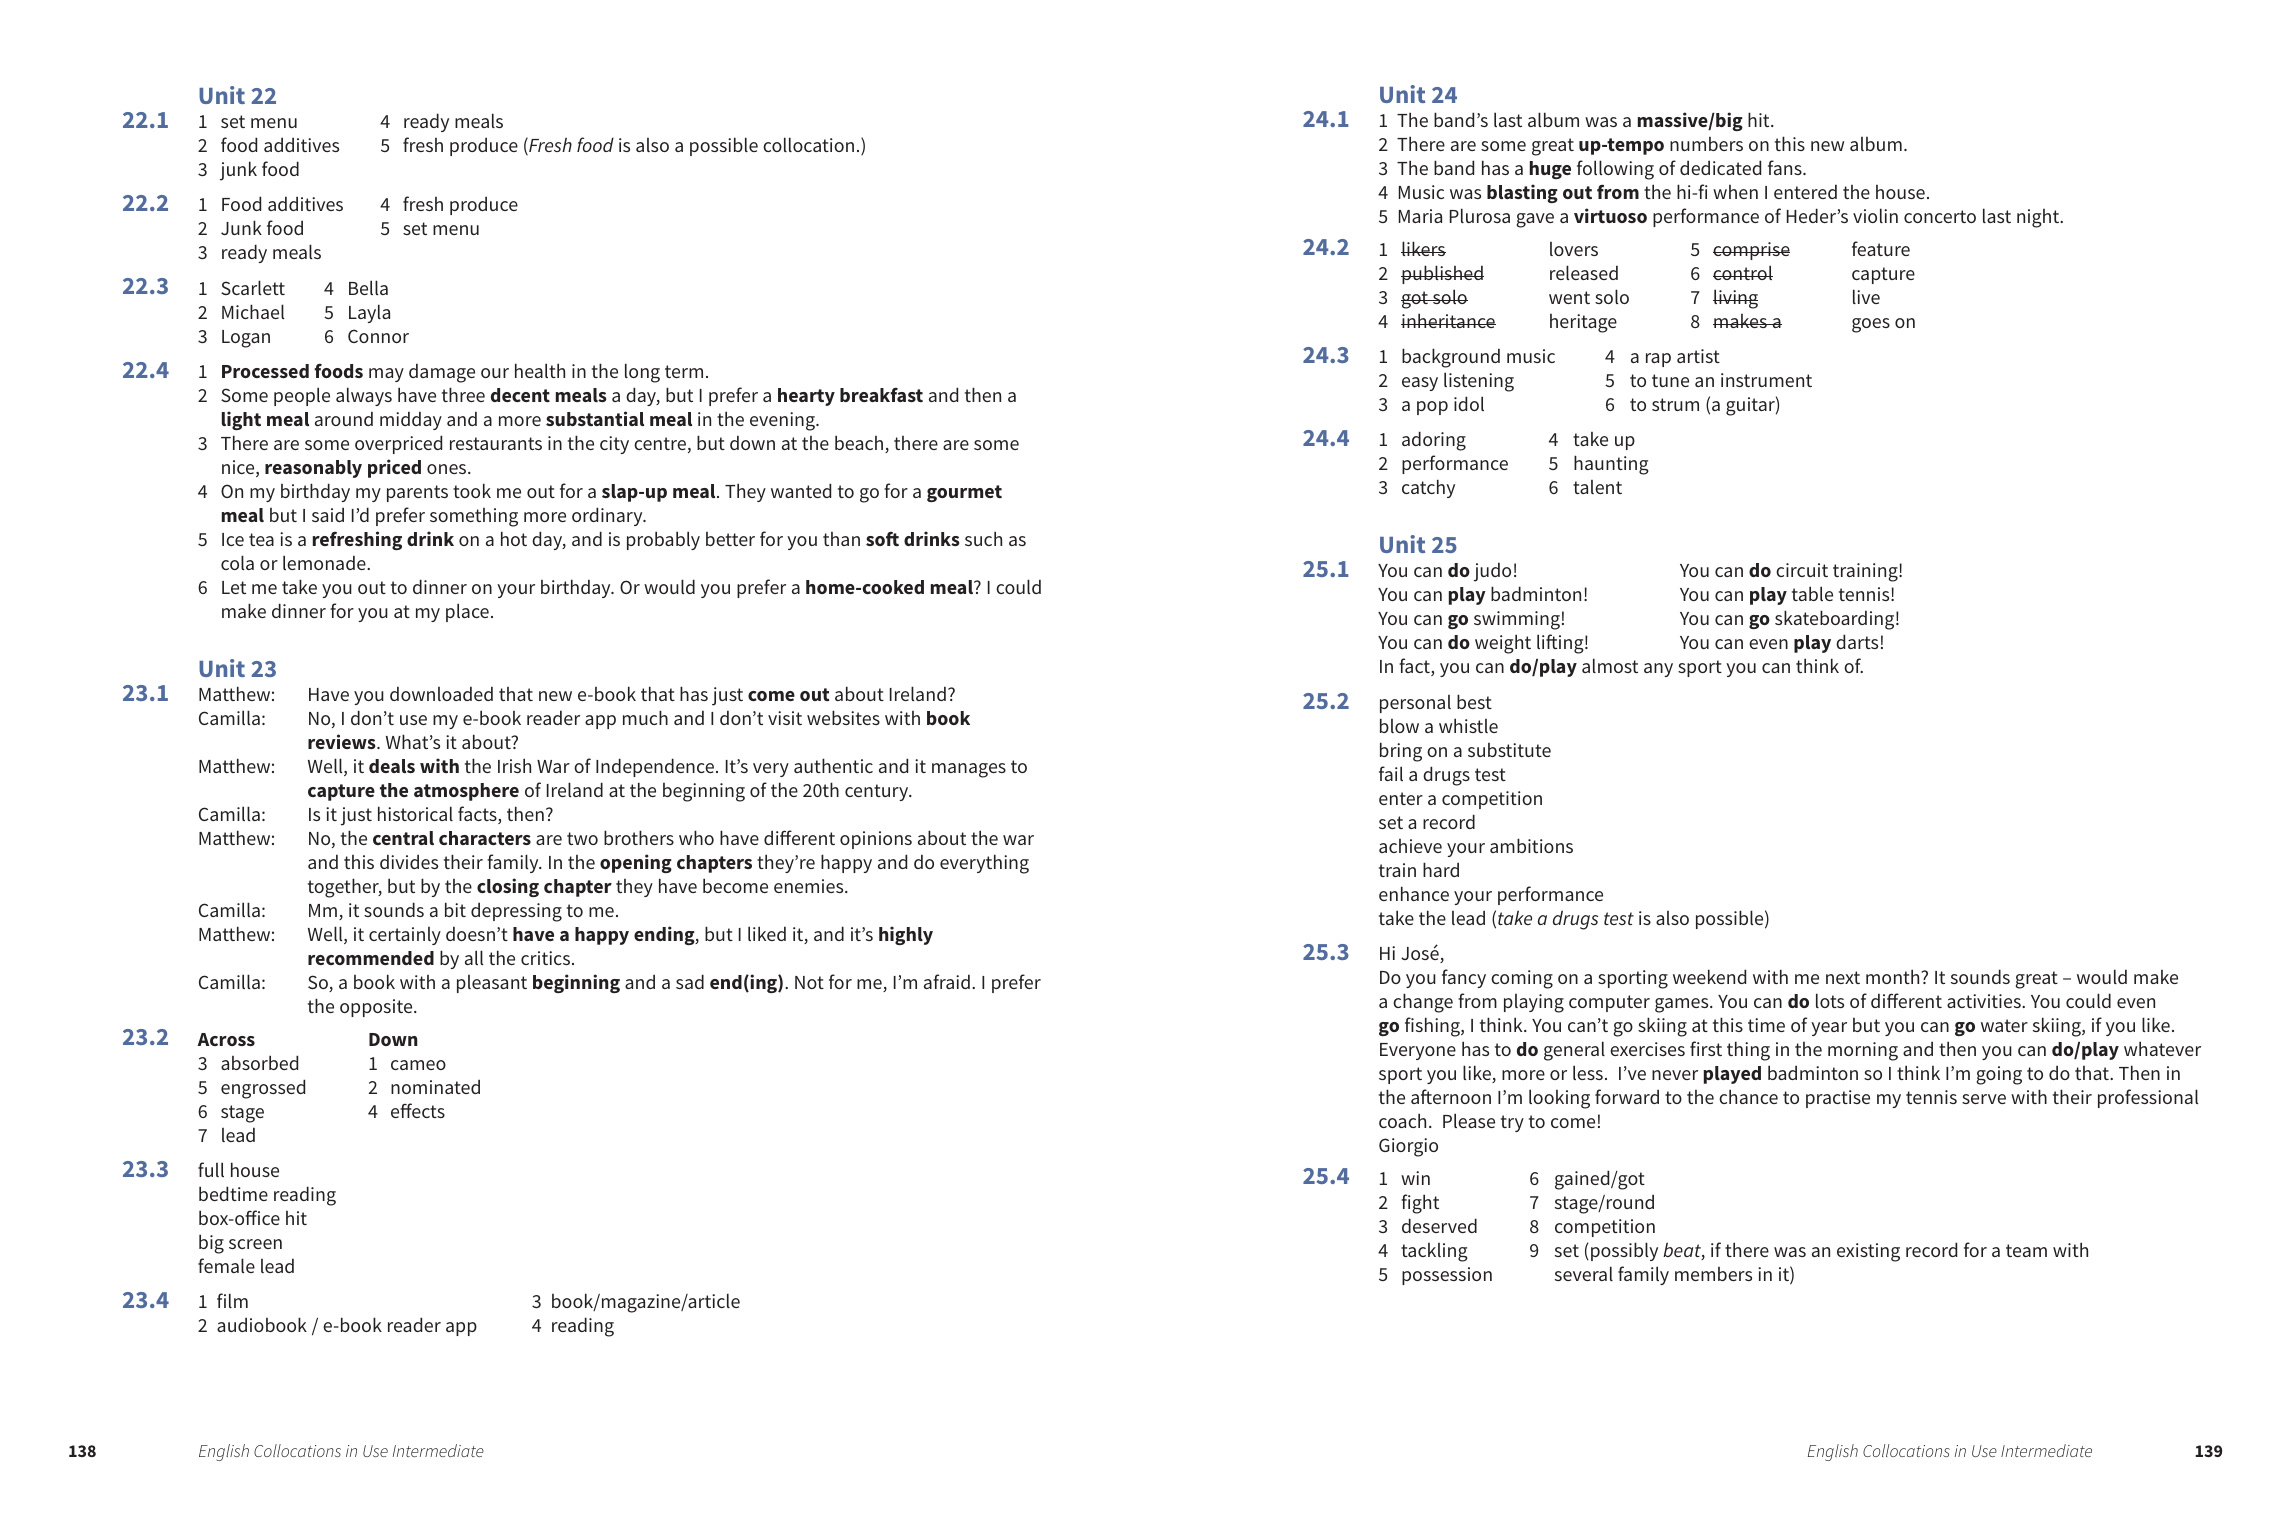 Unit 22
22.1 1 set menu 4 ready meals
2 food additives 5 fresh produce (Fresh food is also a possible collocation.)
3 junk food
22.2 1 Food additives 4 fresh produce
2 Junk food 5 set menu
3 ready meals
22.3 1 Scarlett 4 Bella
2 Michael 5 Layla
3 Logan 6 Connor
22.4 1 Processed foods may damage our health in the long term.
2 Some people always have three decent meals a day, but I prefer a hearty breakfast and then a
light meal around midday and a more substantial meal in the evening.
3 There are some overpriced restaurants in the city centre, but down at the beach, there are some
nice, reasonably priced ones.
4 On my birthday my parents took me out for a slap-up meal. They wanted to go for a gourmet
meal but I said I’d prefer something more ordinary.
5 Ice tea is a refreshing drink on a hot day, and is probably better for you than soft drinks such as
cola or lemonade.
6 Let me take you out to dinner on your birthday. Or would you prefer a home-cooked meal? I could
make dinner for you at my place.
Unit 23
23.1 Matthew: Have you downloaded that new e-book that has just come out about Ireland?
Camilla: No, I don’t use my e-book reader app much and I don’t visit websites with book
reviews. What’s it about?
Matthew: Well, it deals with the Irish War of Independence. It’s very authentic and it manages to
capture the atmosphere of Ireland at the beginning of the 20th century.
Camilla: Is it just historical facts, then?
Matthew: No, the central characters are two brothers who have different opinions about the war
and this divides their family. In the opening chapters they’re happy and do everything
together, but by the closing chapter they have become enemies.
Camilla: Mm, it sounds a bit depressing to me.
Matthew: Well, it certainly doesn’t have a happy ending, but I liked it, and it’s highly
recommended by all the critics.
Camilla: So, a book with a pleasant beginning and a sad end(ing). Not for me, I’m afraid. I prefer
the opposite.
23.2 Across Down
3 absorbed 1 cameo
5 engrossed 2 nominated
6 stage 4 effects
7 lead
23.3 full house
bedtime reading
box-office hit
big screen
female lead
23.4 1 film 3 book/magazine/article
2 audiobook / e-book reader app 4 reading
138 English Collocations in Use Intermediate
Unit 24
24.1 1 The band’s last album was a massive/big hit.
2 There are some great up-tempo numbers on this new album.
3 The band has a huge following of dedicated fans.
4 Music was blasting out from the hi-fi when I entered the house.
5 Maria Plurosa gave a virtuoso performance of Heder’s violin concerto last night.
24.2 1 likers lovers 5 comprise feature
2 published released 6 control capture
3 got solo went solo 7 living live
4 inheritance heritage 8 makes a goes on
24.3 1 background music 4 a rap artist
2 easy listening 5 to tune an instrument
3 a pop idol 6 to strum (a guitar)
24.4 1 adoring 4 take up
2 performance 5 haunting
3 catchy 6 talent
Unit 25
25.1 You can do judo! You can do circuit training!
You can play badminton! You can play table tennis!
You can go swimming! You can go skateboarding!
You can do weight lifting! You can even play darts!
In fact, you can do/play almost any sport you can think of.
25.2 personal best
blow a whistle
bring on a substitute
fail a drugs test
enter a competition
set a record
achieve your ambitions
train hard
enhance your performance
take the lead (take a drugs test is also possible)
25.3 Hi José,
Do you fancy coming on a sporting weekend with me next month? It sounds great – would make
a change from playing computer games. You can do lots of different activities. You could even
go fishing, I think. You can’t go skiing at this time of year but you can go water skiing, if you like.
Everyone has to do general exercises first thing in the morning and then you can do/play whatever
sport you like, more or less. I’ve never played badminton so I think I’m going to do that. Then in
the afternoon I’m looking forward to the chance to practise my tennis serve with their professional
coach. Please try to come!
Giorgio
25.4 1 win 6 gained/got
2 fight 7 stage/round
3 deserved 8 competition
4 tackling 9 set (possibly beat, if there was an existing record for a team with
5 possession several family members in it)
English Collocations in Use Intermediate 139